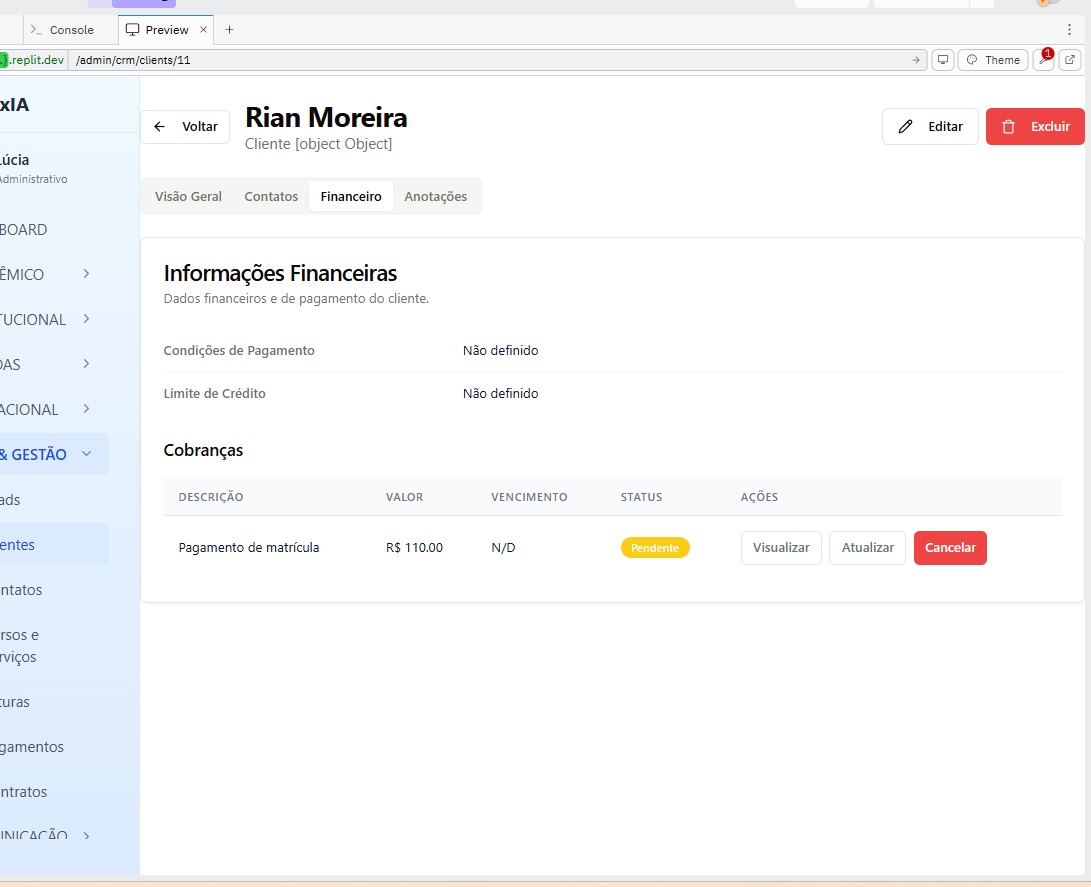 Console
Preview
.replit.dev /admin/crm/clients/11
Theme
1
xIA
Lúcia
Administrativo
BOARD
ÊMICO
TUCIONAL
DAS
ACIONAL
& GESTÃO
ads
entes
ntatos
rsos e
rviços
turas
gamentos
ntratos
UNICAÇÃO
Voltar
Rian Moreira
Cliente [object Object]
Editar
Excluir
Visão Geral Contatos Financeiro Anotações
Informações Financeiras
Dados financeiros e de pagamento do cliente.
Condições de Pagamento Não definido
Limite de Crédito Não definido
Cobranças
DESCRIÇÃO VALOR VENCIMENTO STATUS AÇÕES
Pagamento de matrícula R$ 110.00 N/D Pendente Visualizar Atualizar Cancelar